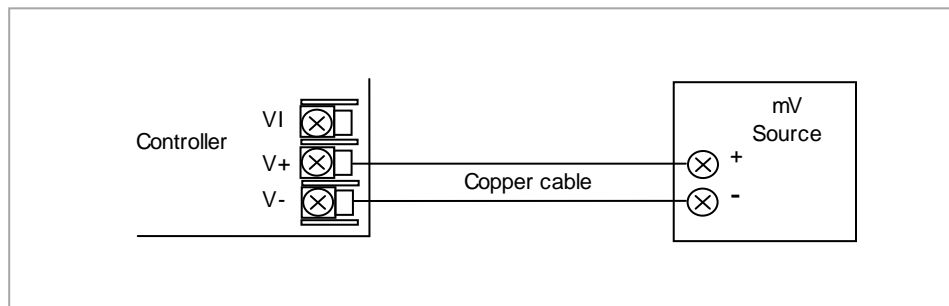 mV
Source
VI
Controller
V+
+
Copper cable
V-
-